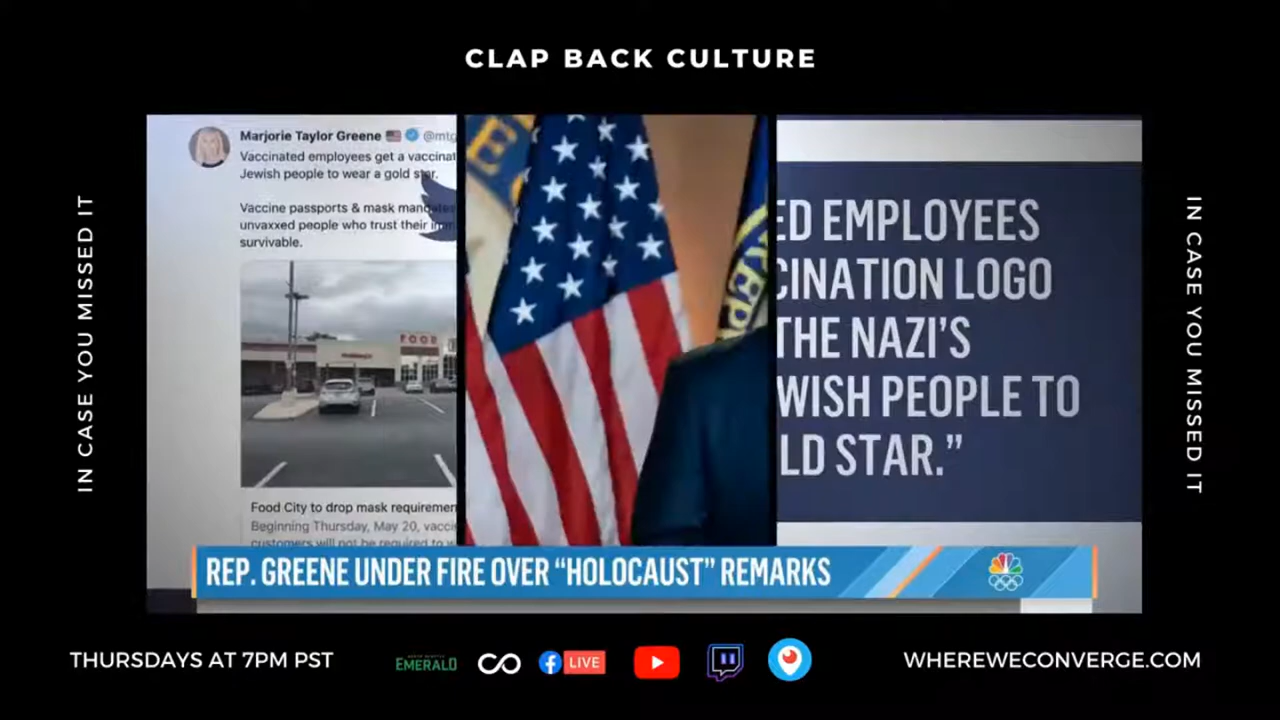 CLAP BACK CULTURE
IN CASE YOU MISSED IT
Marjorie Taylor Greene @mtg
Vaccinated employees get a vaccinat
Jewish people to wear a gold star.
Vaccine passports & mask mandates
unvaxxed people who trust their
survivable.
FOOD
Food City to drop mask requiremen
Beginning Thursday, May 20, vacci
customers will not be required to w
ED EMPLOYEES
CINATION LOGO
THE NAZI'S
WISH PEOPLE TO
LD STAR."
IN CASE YOU MISSED IT
REP. GREENE UNDER FIRE OVER "HOLOCAUST" REMARKS
THURSDAYS AT 7PM PST
EMERALD
LIVE
WHEREWECONVERGE.COM